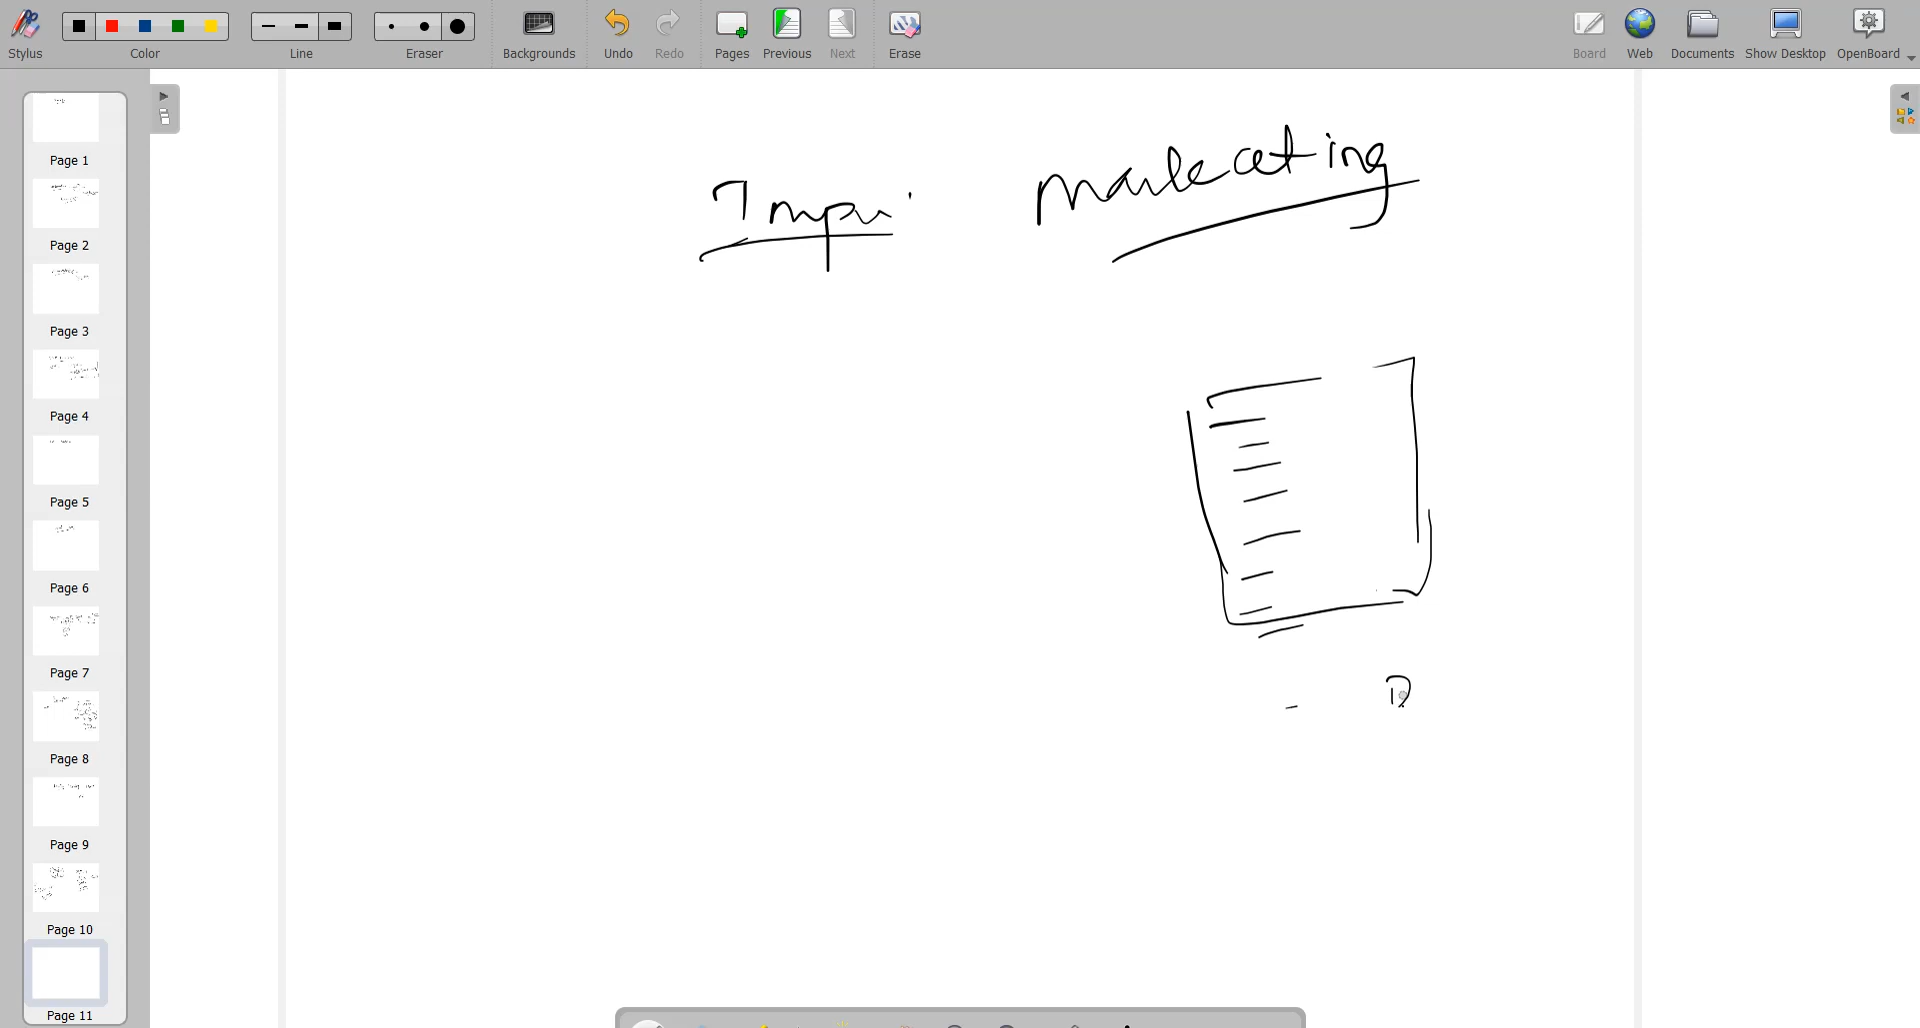 Stylus
Color
Line
Eraser
Backgrounds
Undo
Redo
Pages
Previous
Next
Erase
Board
Web
Documents
Show Desktop
OpenBoard
Page 1
Page 2
Page 3
Page 4
Page 5
Page 6
Page 7
Page 8
Page 9
Page 10
Page 11